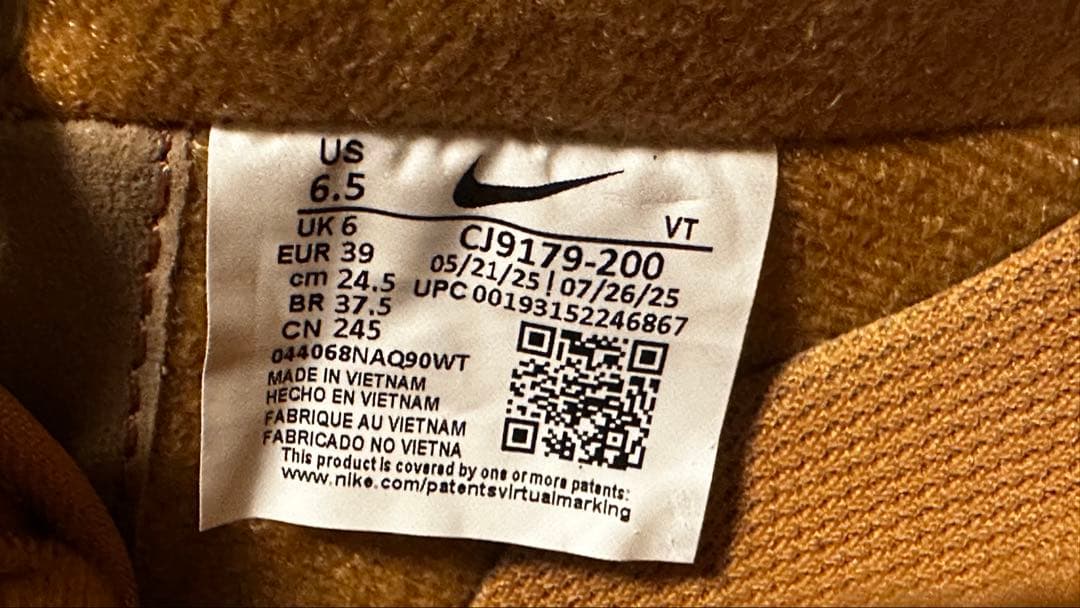 US
6.5
VT
UK 6
EUR 39
cm 24.5
BR 37.5
CN 245
CJ9179-200
05/21/25 | 07/26/25
UPC 00193152246867
044068NAQ90WT
MADE IN VIETNAM
HECHO EN VIETNAM
FABRIQUE AU VIETNAM
FABRICADO NO VIETNA
This product is covered by one or more patents:
www.nike.com/patentsvirtualmarking